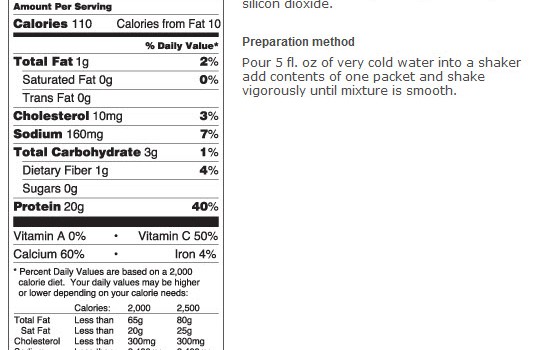 Amount Per Serving
Calories 110 Calories from Fat 10
% Daily Value*
Total Fat 1g 2%
Saturated Fat 0g 0%
Trans Fat 0g
Cholesterol 10mg 3%
Sodium 160mg 7%
Total Carbohydrate 3g 1%
Dietary Fiber 1g 4%
Sugars 0g
Protein 20g 40%
Vitamin A 0% • Vitamin C 50%
Calcium 60% • Iron 4%
* Percent Daily Values are based on a 2,000
calorie diet. Your daily values may be higher
or lower depending on your calorie needs:
Calories: 2,000 2,500
Total Fat Less than 65g 80g
Sat Fat Less than 20g 25g
Cholesterol Less than 300mg 300mg
silicon dioxide.
Preparation method
Pour 5 fl. oz of very cold water into a shaker
add contents of one packet and shake
vigorously until mixture is smooth.